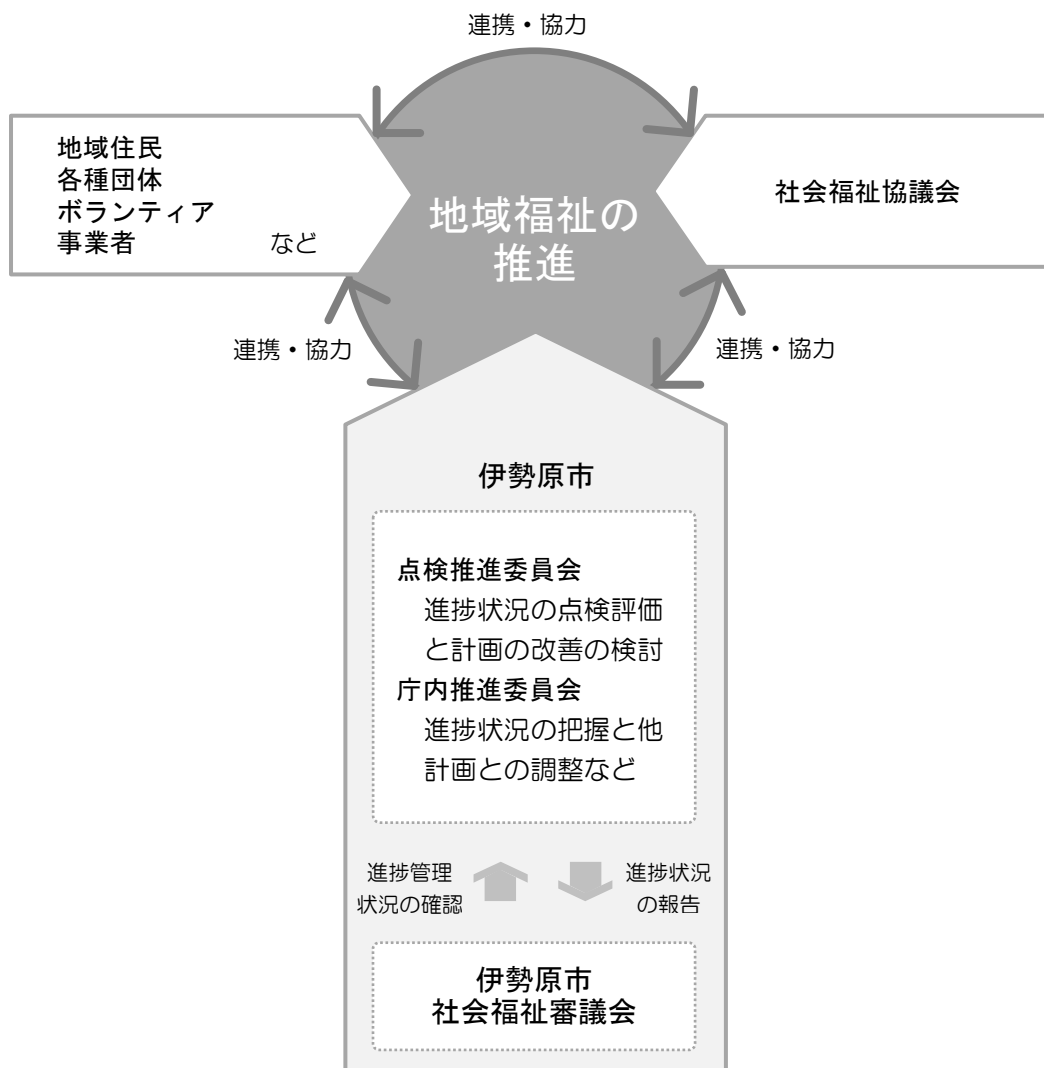 連携・協力
地域住民
各種団体
ボランティア
事業者 など
社会福祉協議会
地域福祉の
推進
連携・協力
連携・協力
伊勢原市
点検推進委員会
進捗状況の点検評価
と計画の改善の検討
庁内推進委員会
進捗状況の把握と他
計画との調整など
進捗管理
状況の確認
進捗状況
の報告
伊勢原市
社会福祉審議会